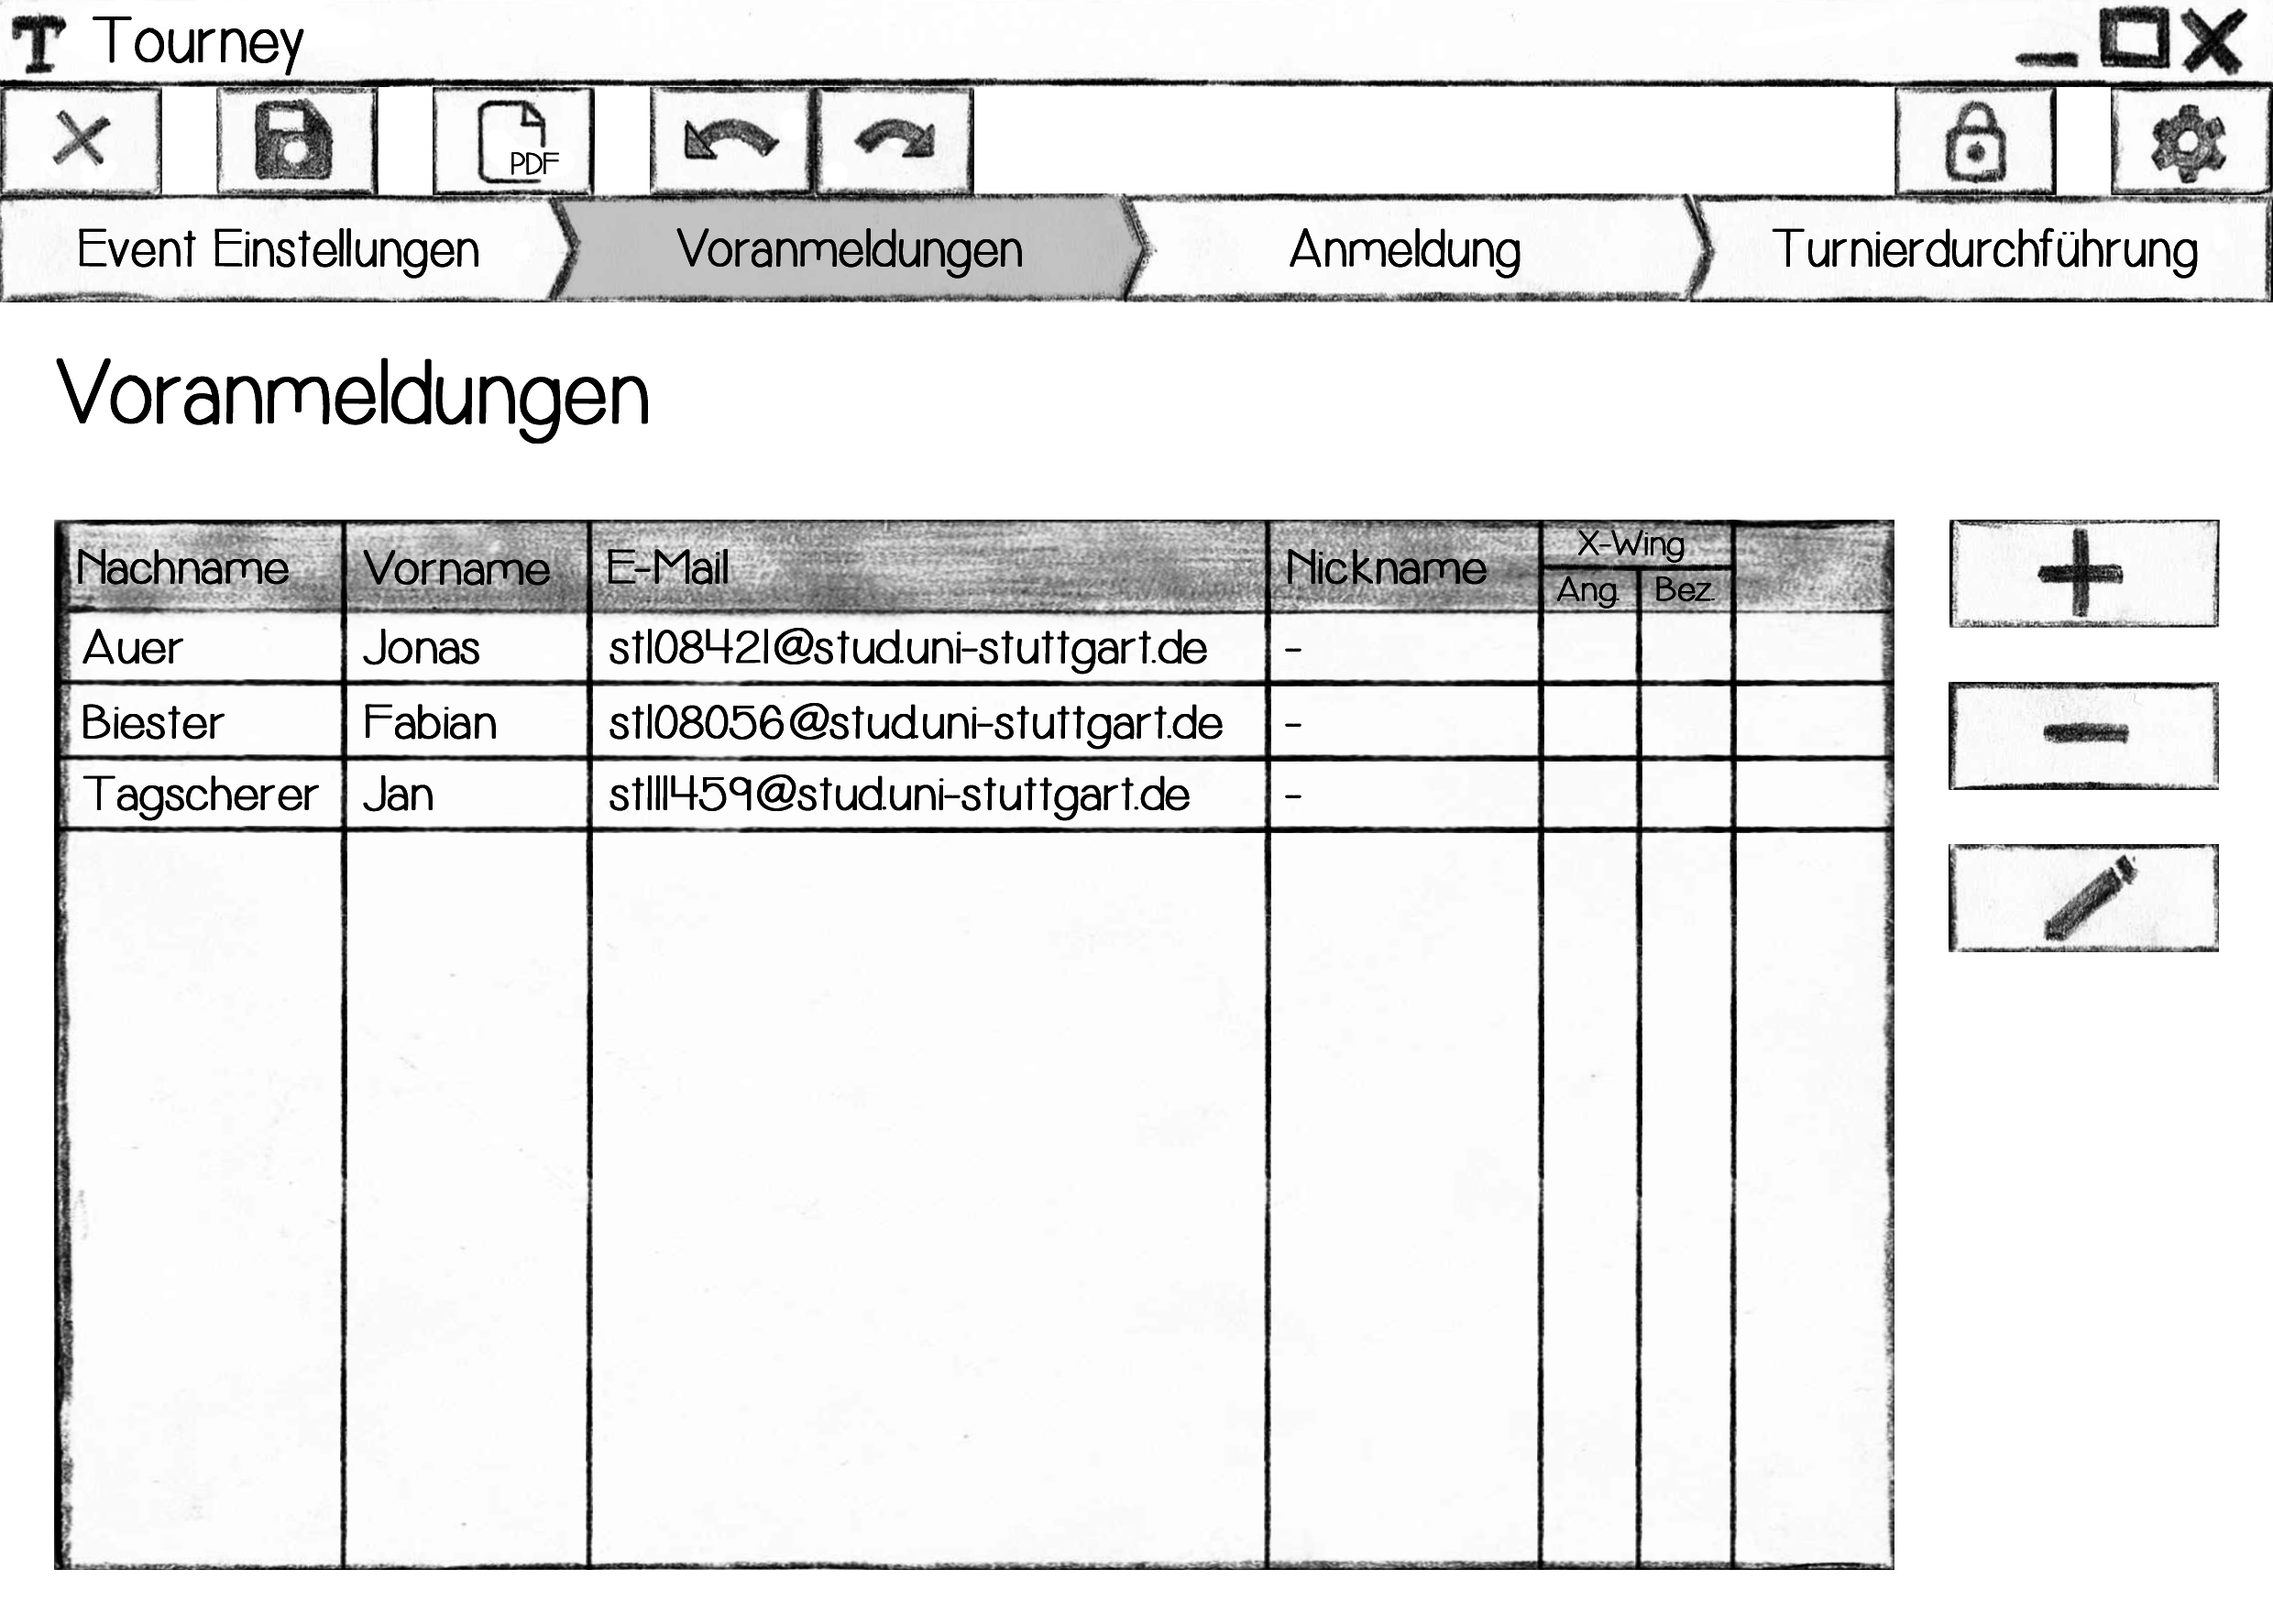 T Tourney
PDF
Event Einstellungen Voranmeldungen Anmeldung Turnierdurchführung
Voranmeldungen
Nachname Vorname E-Mail Nickname X-Wing
Ang. Bez.
Auer Jonas st108421@stud.uni-stuttgart.de -
Biester Fabian st108056@stud.uni-stuttgart.de -
Tagscherer Jan st111459@stud.uni-stuttgart.de -